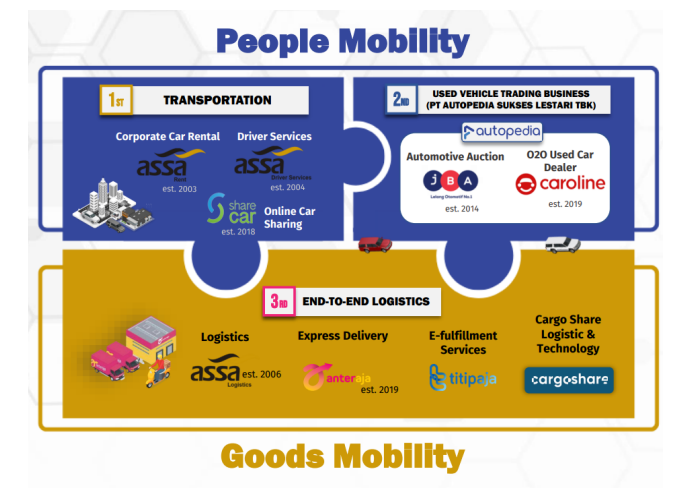 People Mobility
1ST TRANSPORTATION
Corporate Car Rental
assa
Rent
est. 2003
Driver Services
assa
Driver Services
est. 2004
share
car
est. 2018
Online Car
Sharing
2ND USED VEHICLE TRADING BUSINESS
(PT AUTOPEDIA SUKSES LESTARI TBK)
autopedia
Automotive Auction
JBA
Lelang Otomotif No.1
est. 2014
O2O Used Car
Dealer
caroline
est. 2019
3RD END-TO-END LOGISTICS
Logistics
assa
Logistics
est. 2006
Express Delivery
anteraja
est. 2019
E-fulfillment
Services
titipaja
Cargo Share
Logistic &
Technology
cargoshare
Goods Mobility